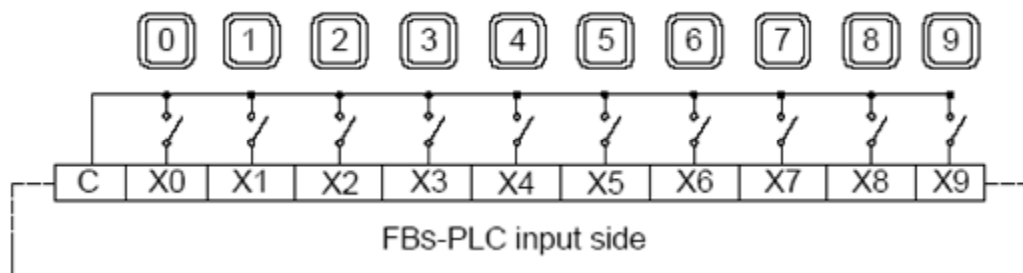 0 1 2 3 4 5 6 7 8 9
C X0 X1 X2 X3 X4 X5 X6 X7 X8 X9
FBs-PLC input side